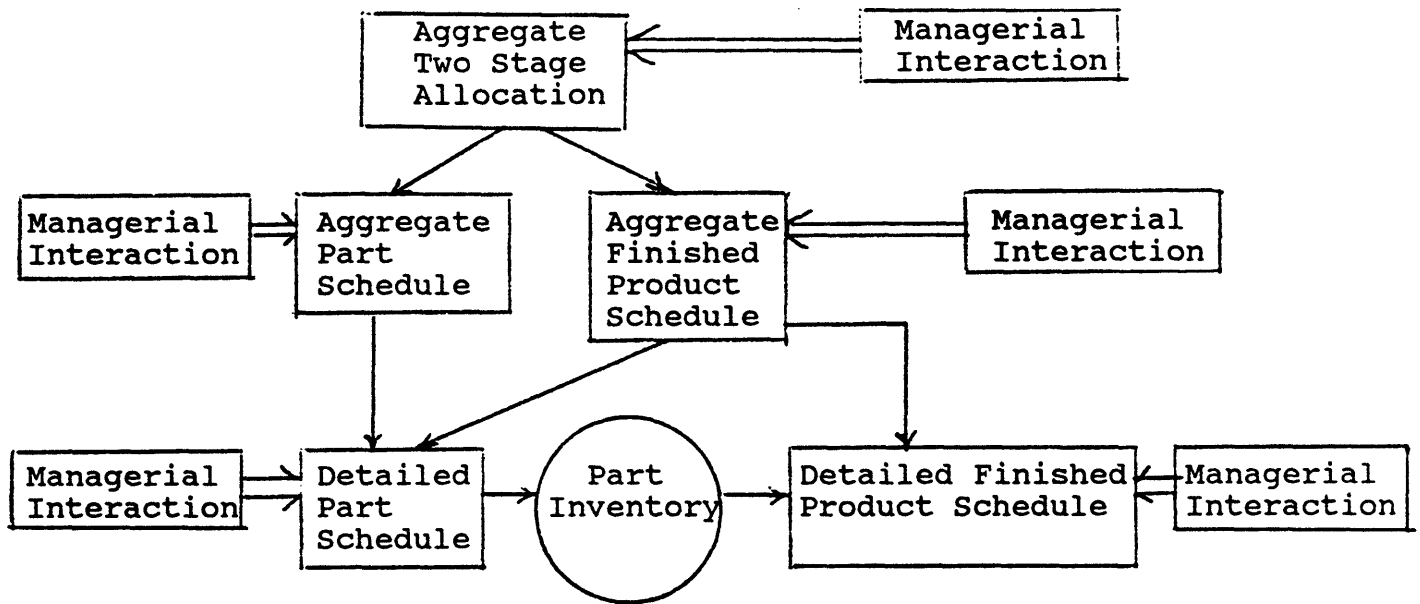 Aggregate
Two Stage
Allocation
Managerial
Interaction
Managerial
Interaction
Aggregate
Part
Schedule
Aggregate
Finished
Product
Schedule
Managerial
Interaction
Managerial
Interaction
Detailed
Part
Schedule
Part
Inventory
Detailed Finished
Product Schedule
Managerial
Interaction